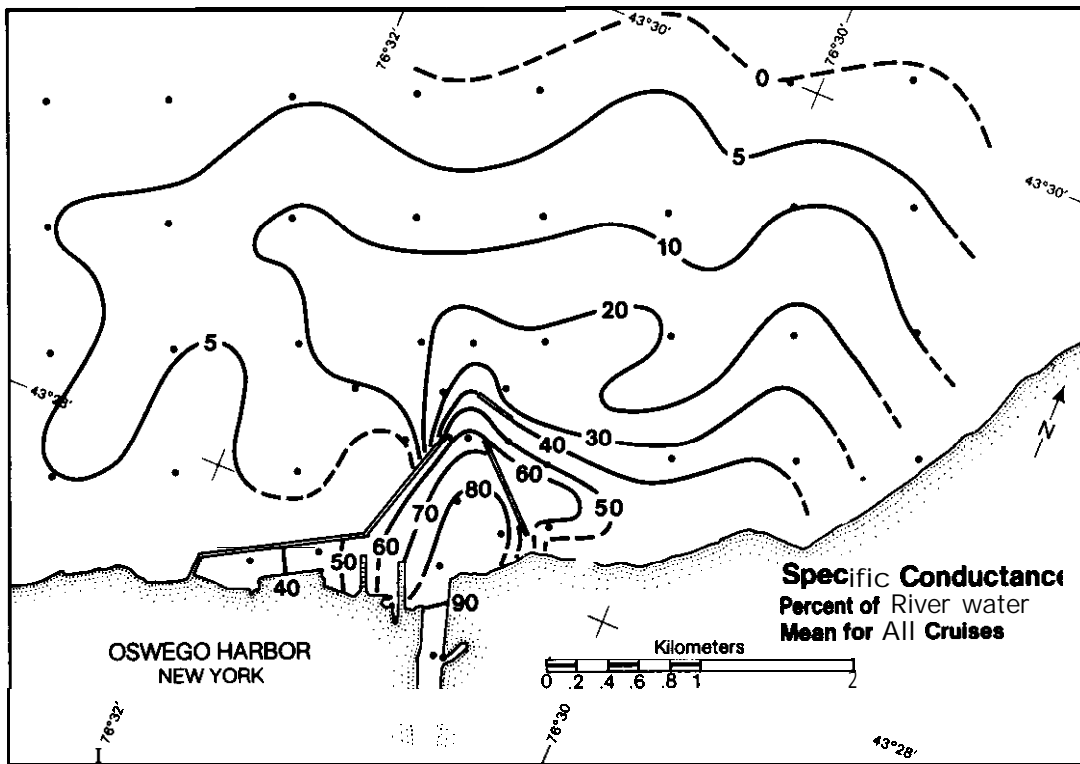 76°32'
43°30'
76°30'
0
5
43°30'
10
20
5
43°28'
30
40
60
50
80
70
60
50
40
90
N
Specific Conductance
Percent of River water
Mean for All Cruises
OSWEGO HARBOR
NEW YORK
Kilometers
0 .2 .4 .6 .8 1 2
76°32'
76°30
43°28'